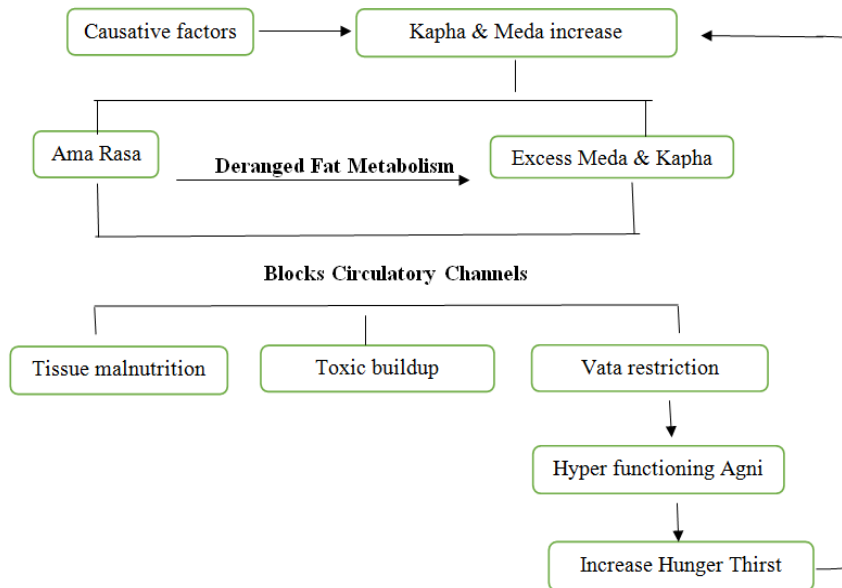 Causative factors
Kapha & Meda increase
Ama Rasa
Deranged Fat Metabolism
Excess Meda & Kapha
Blocks Circulatory Channels
Tissue malnutrition
Toxic buildup
Vata restriction
Hyper functioning Agni
Increase Hunger Thirst